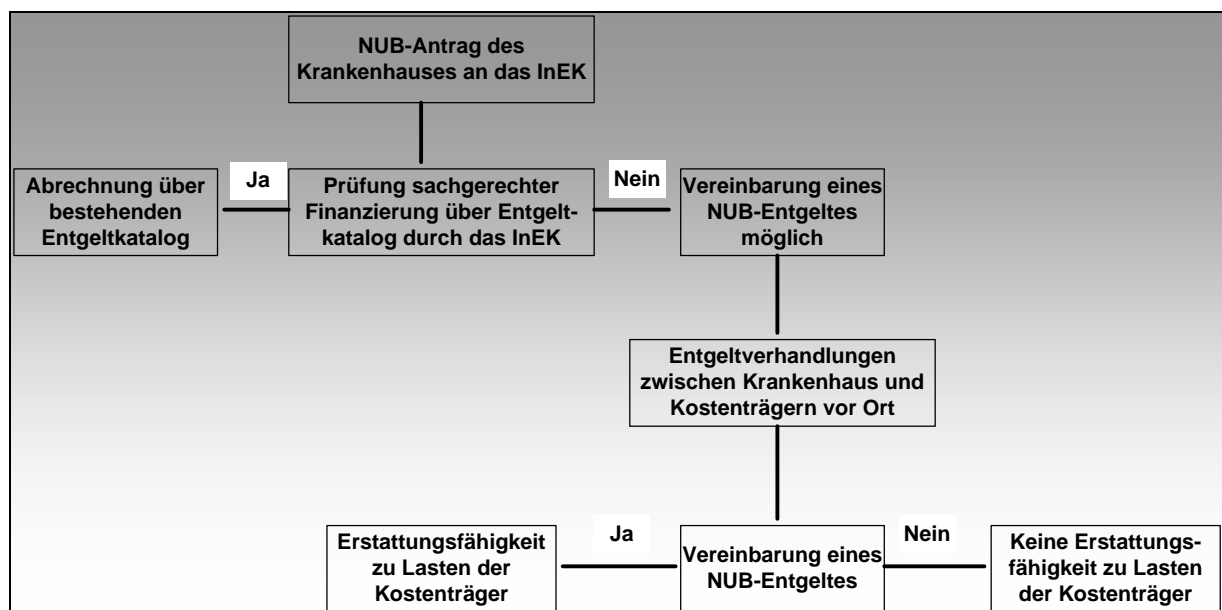 NUB-Antrag des
Krankenhauses an das InEK
Abrechnung über
bestehenden
Entgeltkatalog
Ja
Prüfung sachgerechter
Finanzierung über Entgelt-
katalog durch das InEK
Nein
Vereinbarung eines
NUB-Entgeltes
möglich
Entgeltverhandlungen
zwischen Krankenhaus und
Kostenträgern vor Ort
Erstattungsfähigkeit
zu Lasten der
Kostenträger
Ja
Vereinbarung eines
NUB-Entgeltes
Nein
Keine Erstattungs-
fähigkeit zu Lasten
der Kostenträger